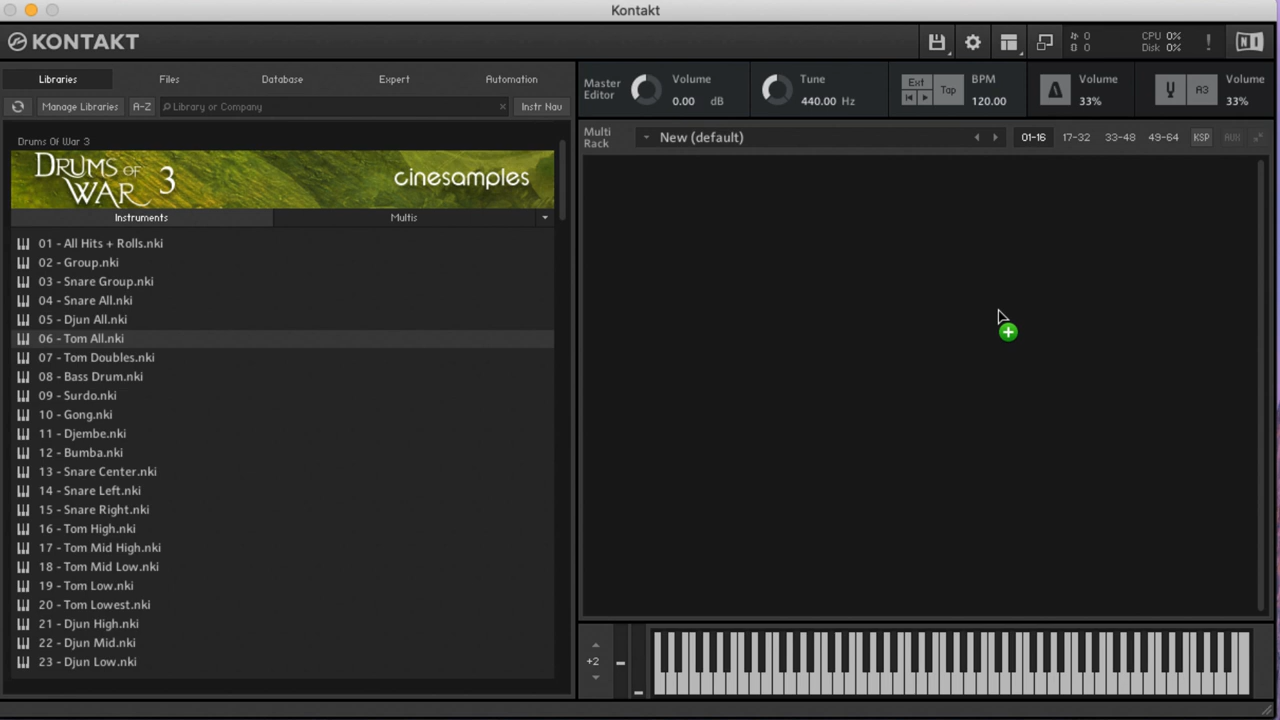 Kontakt
KONTAKT
0
0
CPU 0%
Disk 0%
!
NI
Libraries
Files
Database
Expert
Automation
Manage Libraries
A-Z
Library or Company
×
Instr Nav
Master
Editor
Volume
0.00 dB
Tune
440.00 Hz
Ext
Tap
BPM
120.00
Volume
33%
A3
Volume
33%
Multi
Rack
New (default)
01-16
17-32
33-48
49-64
KSP
AUX
Drums Of War 3
DRUMS OF
WAR 3
cinesamples
Instruments
Multis
01 - All Hits + Rolls.nki
02 - Group.nki
03 - Snare Group.nki
04 - Snare All.nki
05 - Djun All.nki
06 - Tom All.nki
07 - Tom Doubles.nki
08 - Bass Drum.nki
09 - Surdo.nki
10 - Gong.nki
11 - Djembe.nki
12 - Bumba.nki
13 - Snare Center.nki
14 - Snare Left.nki
15 - Snare Right.nki
16 - Tom High.nki
17 - Tom Mid High.nki
18 - Tom Mid Low.nki
19 - Tom Low.nki
20 - Tom Lowest.nki
21 - Djun High.nki
22 - Djun Mid.nki
23 - Djun Low.nki
+2